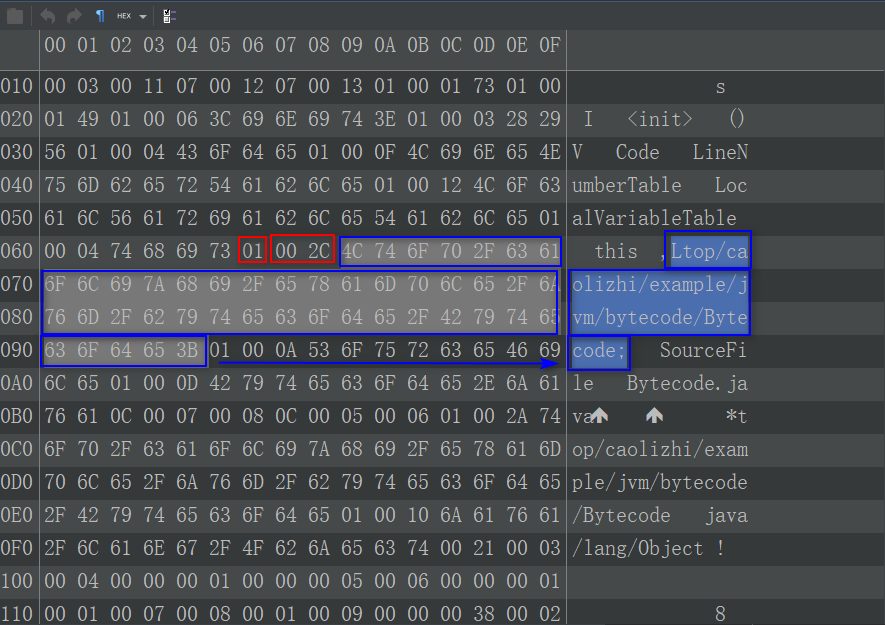 HEX
00 01 02 03 04 05 06 07 08 09 0A 0B 0C 0D 0E 0F
010 00 03 00 11 07 00 12 07 00 13 01 00 01 73 01 00 s
020 01 49 01 00 06 3C 69 6E 69 74 3E 01 00 03 28 29 I <init> ()
030 56 01 00 04 43 6F 64 65 01 00 0F 4C 69 6E 65 4E V Code LineN
040 75 6D 62 65 72 54 61 62 6C 65 01 00 12 4C 6F 63 umberTable Loc
050 61 6C 56 61 72 69 61 62 6C 65 54 61 62 6C 65 01 alVariableTable
060 00 04 74 68 69 73 01 00 2C 4C 74 6F 70 2F 63 61 this ,Ltop/ca
070 6F 6C 69 7A 68 69 2F 65 78 61 6D 70 6C 65 2F 6A olizhi/example/j
080 76 6D 2F 62 79 74 65 63 6F 64 65 2F 42 79 74 65 vm/bytecode/Byte
090 63 6F 64 65 3B 01 00 0A 53 6F 75 72 63 65 46 69 code; SourceFi
0A0 6C 65 01 00 0D 42 79 74 65 63 6F 64 65 2E 6A 61 le Bytecode.ja
0B0 76 61 0C 00 07 00 08 0C 00 05 00 06 01 00 2A 74 va *t
0C0 6F 70 2F 63 61 6F 6C 69 7A 68 69 2F 65 78 61 6D op/caolizhi/exam
0D0 70 6C 65 2F 6A 76 6D 2F 62 79 74 65 63 6F 64 65 ple/jvm/bytecode
0E0 2F 42 79 74 65 63 6F 64 65 01 00 10 6A 61 76 61 /Bytecode java
0F0 2F 6C 61 6E 67 2F 4F 62 6A 65 63 74 00 21 00 03 /lang/Object !
100 00 04 00 00 00 01 00 00 00 05 00 06 00 00 00 01
110 00 01 00 07 00 08 00 01 00 09 00 00 00 38 00 02 8